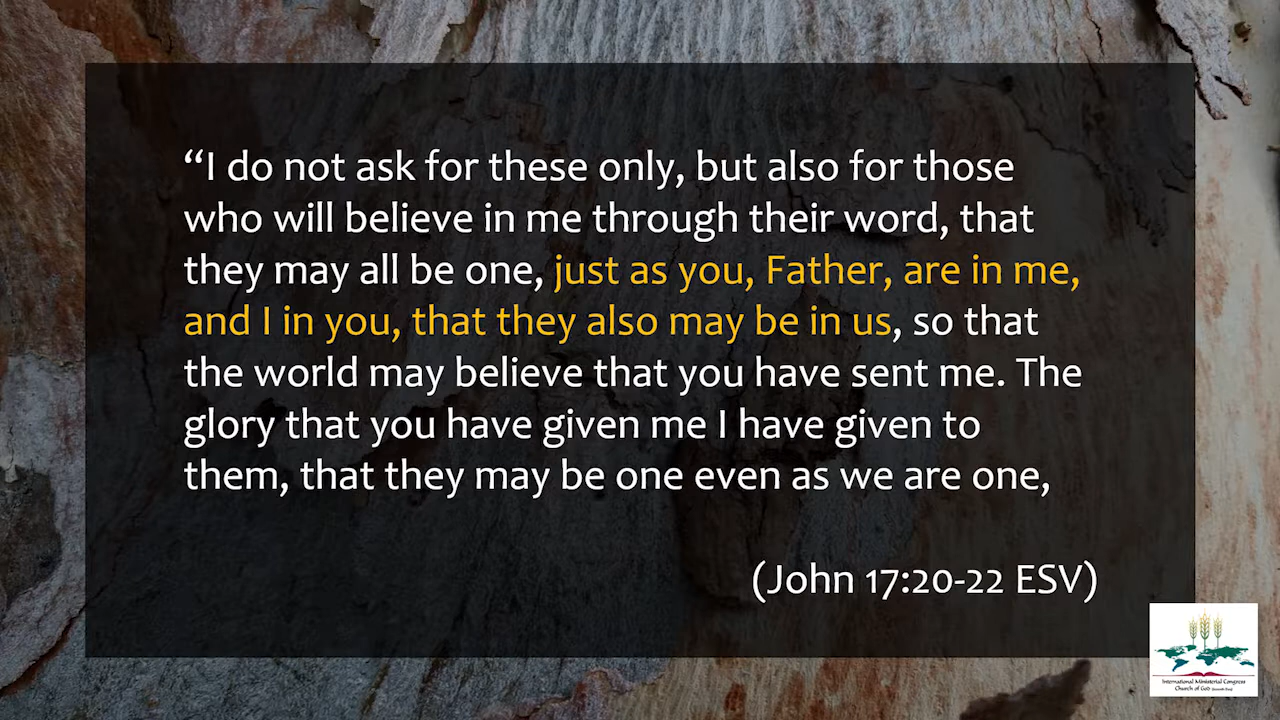 “I do not ask for these only, but also for those
who will believe in me through their word, that
they may all be one, just as you, Father, are in me,
and I in you, that they also may be in us, so that
the world may believe that you have sent me. The
glory that you have given me I have given to
them, that they may be one even as we are one,
(John 17:20-22 ESV)
International Ministerial Congress
Church of God (Seventh Day)